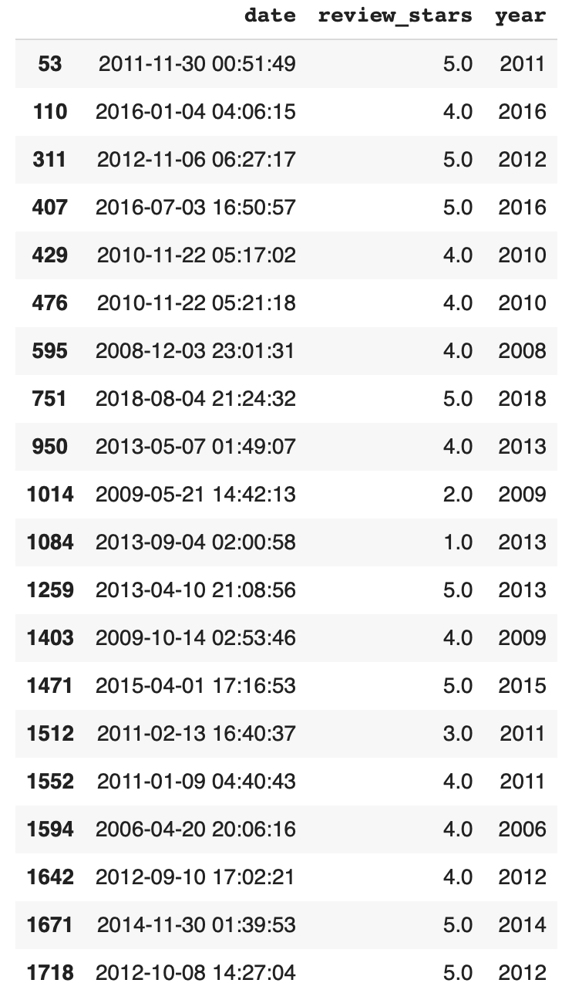 date review_stars year
53 2011-11-30 00:51:49 5.0 2011
110 2016-01-04 04:06:15 4.0 2016
311 2012-11-06 06:27:17 5.0 2012
407 2016-07-03 16:50:57 5.0 2016
429 2010-11-22 05:17:02 4.0 2010
476 2010-11-22 05:21:18 4.0 2010
595 2008-12-03 23:01:31 4.0 2008
751 2018-08-04 21:24:32 5.0 2018
950 2013-05-07 01:49:07 4.0 2013
1014 2009-05-21 14:42:13 2.0 2009
1084 2013-09-04 02:00:58 1.0 2013
1259 2013-04-10 21:08:56 5.0 2013
1403 2009-10-14 02:53:46 4.0 2009
1471 2015-04-01 17:16:53 5.0 2015
1512 2011-02-13 16:40:37 3.0 2011
1552 2011-01-09 04:40:43 4.0 2011
1594 2006-04-20 20:06:16 4.0 2006
1642 2012-09-10 17:02:21 4.0 2012
1671 2014-11-30 01:39:53 5.0 2014
1718 2012-10-08 14:27:04 5.0 2012